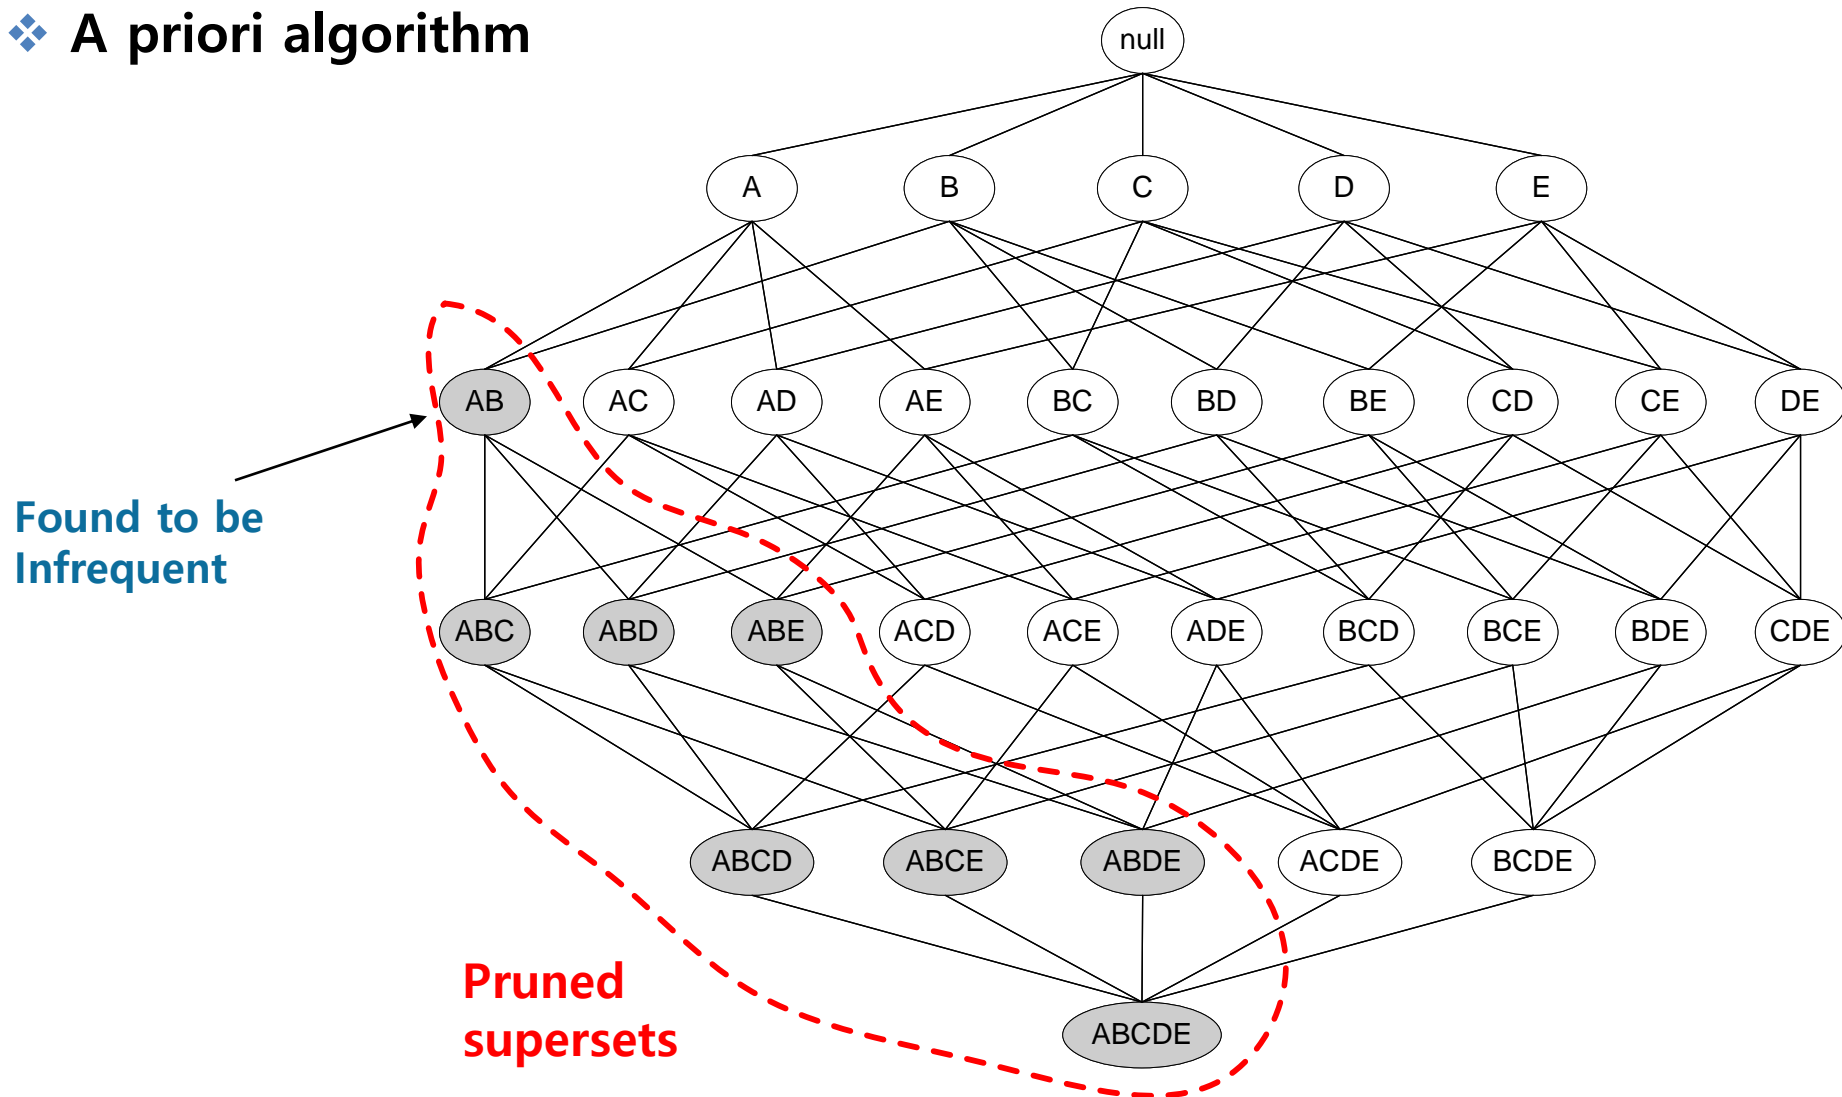 A priori algorithm
null
A B C D E
AB AC AD AE BC BD BE CD CE DE
Found to be
Infrequent
ABC ABD ABE ACD ACE ADE BCD BCE BDE CDE
ABCD ABCE ABDE ACDE BCDE
Pruned
supersets
ABCDE